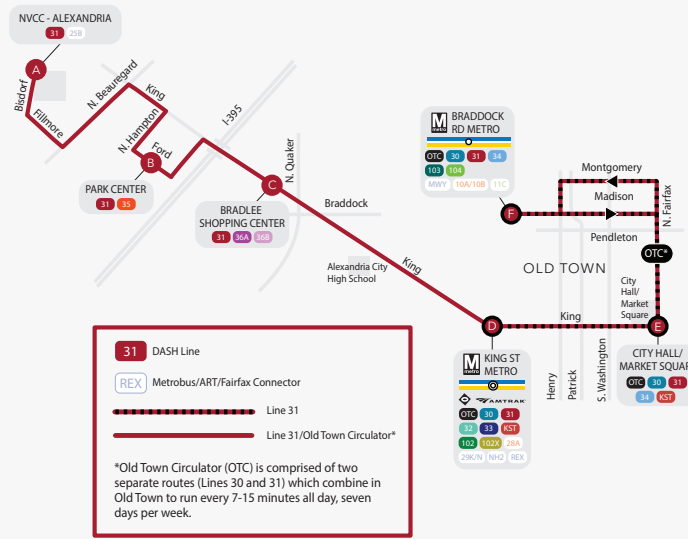 NVCC - ALEXANDRIA
31 25B
A
Bisdorf
Fillmore
N. Beauregard
King
N. Hampton
Ford
B
PARK CENTER
31 35
I-395
C
BRADLEE
SHOPPING CENTER
31 36A 36B
N. Quaker
Braddock
Alexandria City
High School
King
M
metro
BRADDOCK
RD METRO
OTC 30 31 34
103 104
MWY 10A/10B 11C
F
Montgomery
Madison
Pendleton
N. Fairfax
OTC*
OLD TOWN
City
Hall/
Market
Square
King
D
E
M
metro
KING ST
METRO
AMTRAK
OTC 30 31
32 33 KST
102 102X 28A
29K/N NH2 REX
Henry
Patrick
S. Washington
CITY HALL/
MARKET SQUAR
OTC 30 31
34 KST
31 DASH Line
REX Metrobus/ART/Fairfax Connector
Line 31
Line 31/Old Town Circulator*
*Old Town Circulator (OTC) is comprised of two
separate routes (Lines 30 and 31) which combine in
Old Town to run every 7-15 minutes all day, seven
days per week.